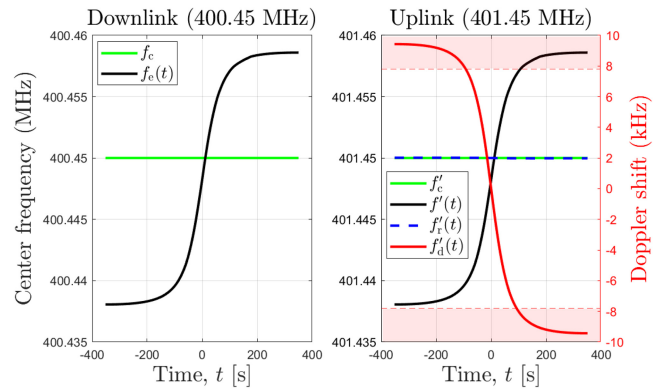 Downlink (400.45 MHz)
Center frequency (MHz)
400.46
400.455
400.45
400.445
400.44
400.435
f_c
f_e(t)
-400
-200
0
200
400
Time, t [s]
Uplink (401.45 MHz)
401.46
401.455
401.45
401.445
401.44
401.435
f'_c
f'(t)
f'_r(t)
f'_d(t)
-400
-200
0
200
400
Time, t [s]
10
8
6
4
2
0
-2
-4
-6
-8
-10
Doppler shift (kHz)